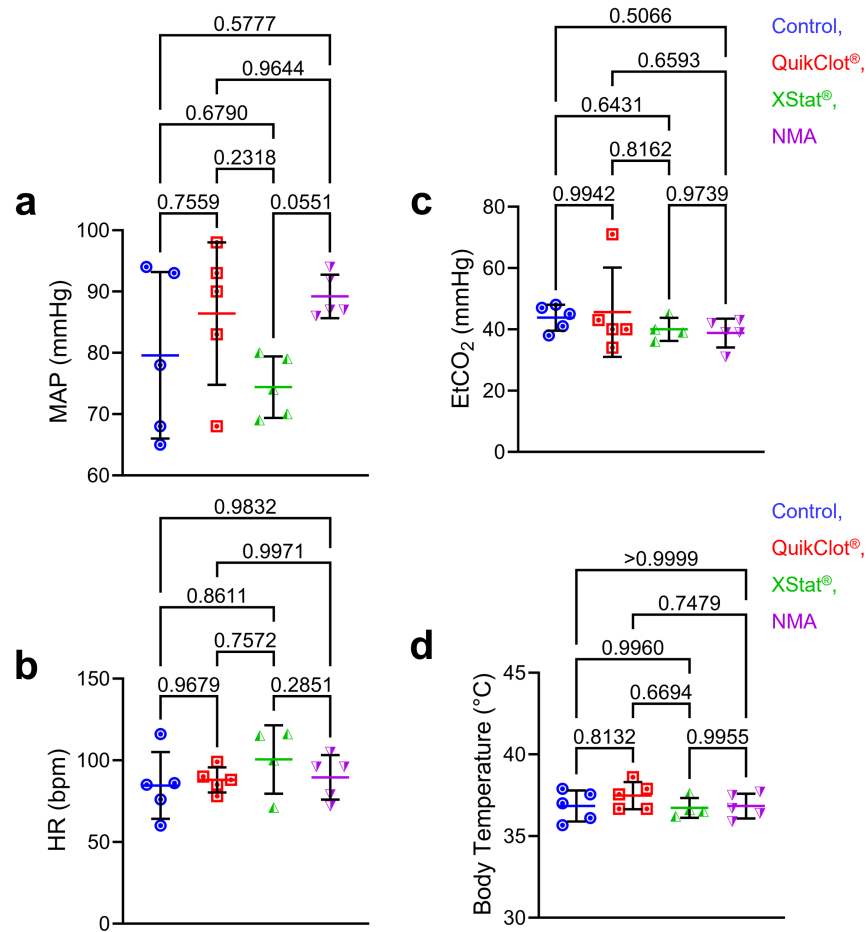 0.5777
0.9644
0.6790
0.2318
0.7559
0.0551
a
100
90
80
70
60
MAP (mmHg)
0.5066
0.6593
0.6431
0.8162
0.9942
0.9739
c
80
60
40
20
0
EtCO2 (mmHg)
Control,
QuikClot®,
XStat®,
NMA
0.9832
0.9971
0.8611
0.7572
0.9679
0.2851
b
150
100
50
0
HR (bpm)
>0.9999
0.7479
0.9960
0.6694
0.8132
0.9955
d
45
40
35
30
Body Temperature (°C)
Control,
QuikClot®,
XStat®,
NMA